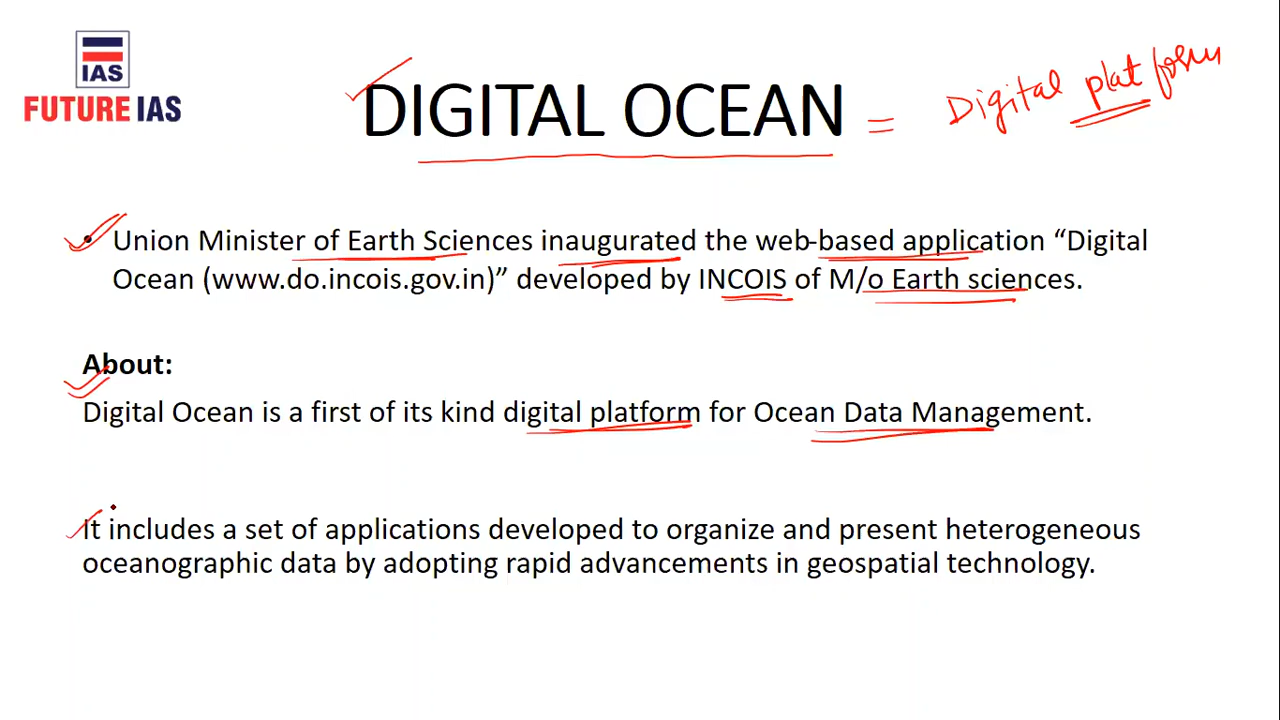 IAS
FUTURE IAS
DIGITAL OCEAN = Digital platform
• Union Minister of Earth Sciences inaugurated the web-based application “Digital
Ocean (www.do.incois.gov.in)” developed by INCOIS of M/o Earth sciences.
About:
Digital Ocean is a first of its kind digital platform for Ocean Data Management.
It includes a set of applications developed to organize and present heterogeneous
oceanographic data by adopting rapid advancements in geospatial technology.